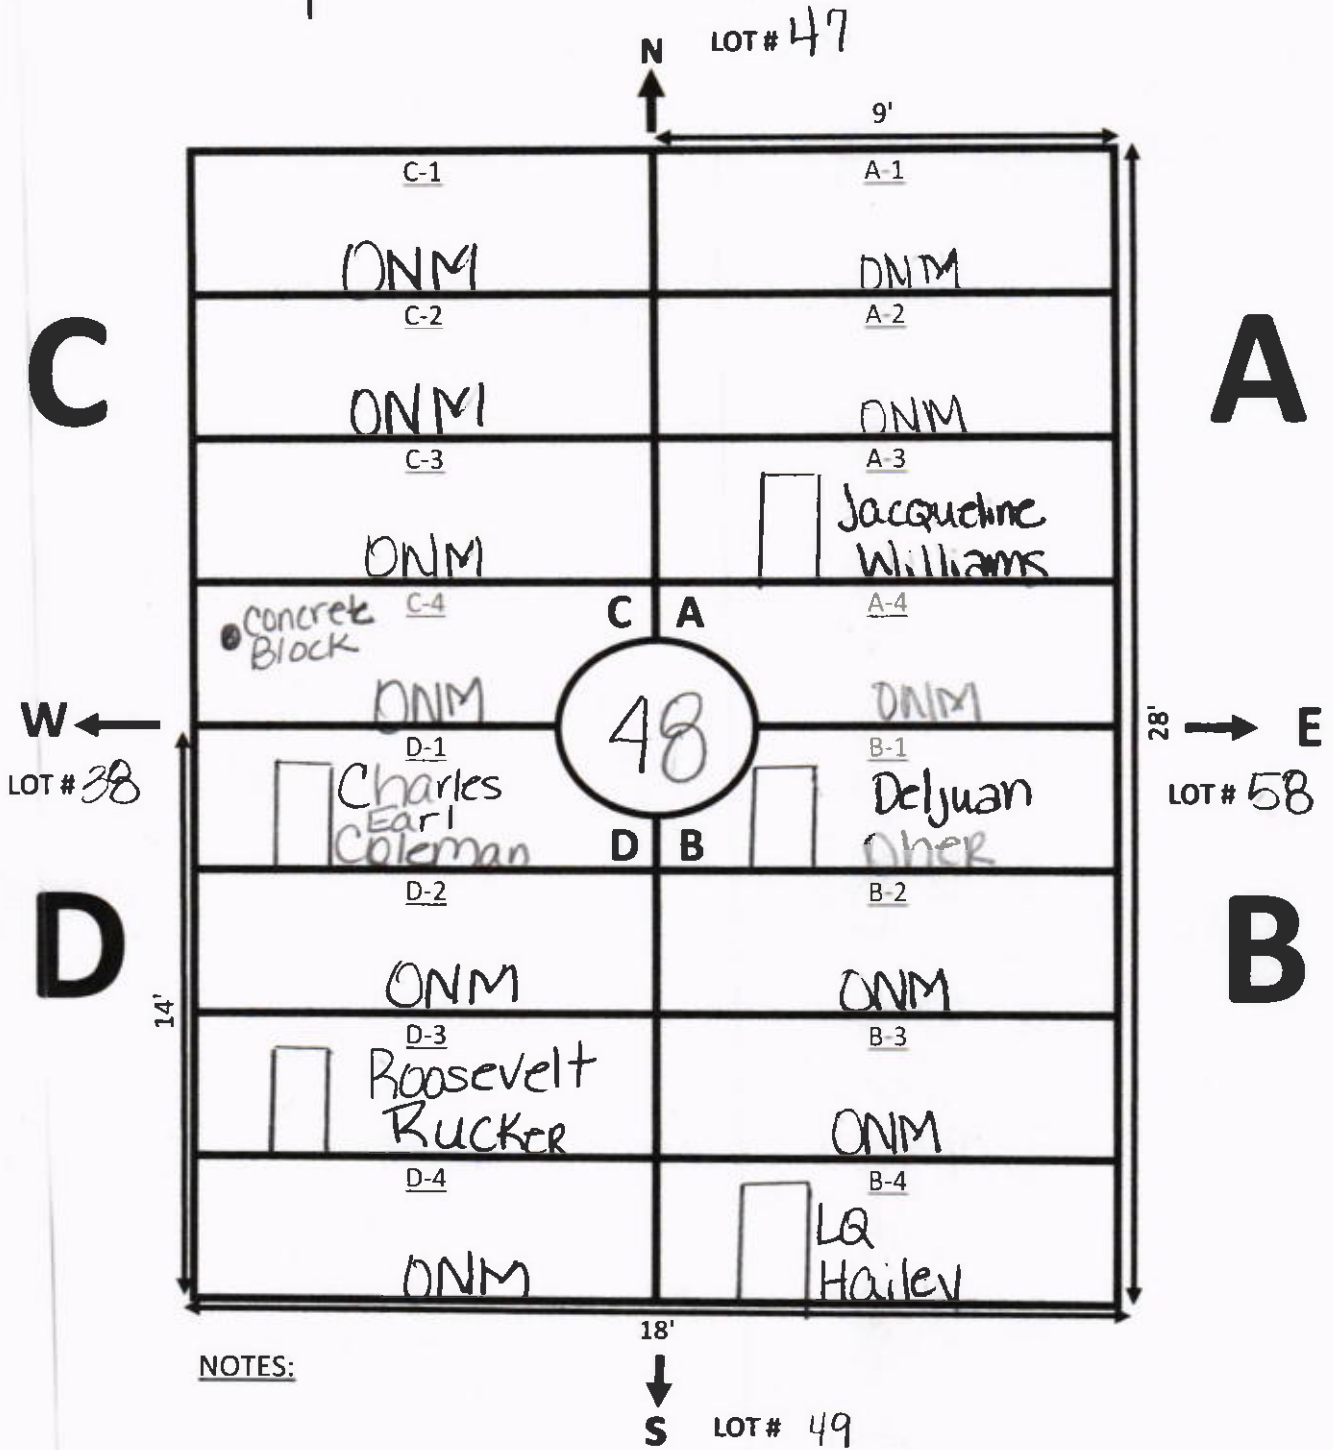 N LOT # 47
9'
C-1 A-1
ONM DNM
C-2 A-2
C A
ONM ONM
C-3 A-3
Jacqueline
ONM Williams
C-4 C A A-4
Concrete
Block
ONM ONM
48
W 28' E
D-1 B-1
LOT # 38 LOT # 58
Charles Deljuan
Earl
Coleman D B
D-2 B-2
D B
ONM ONM
14'
D-3 B-3
Roosevelt
Rucker ONM
D-4 B-4
LQ
ONM Hailey
18'
NOTES:
S LOT # 49